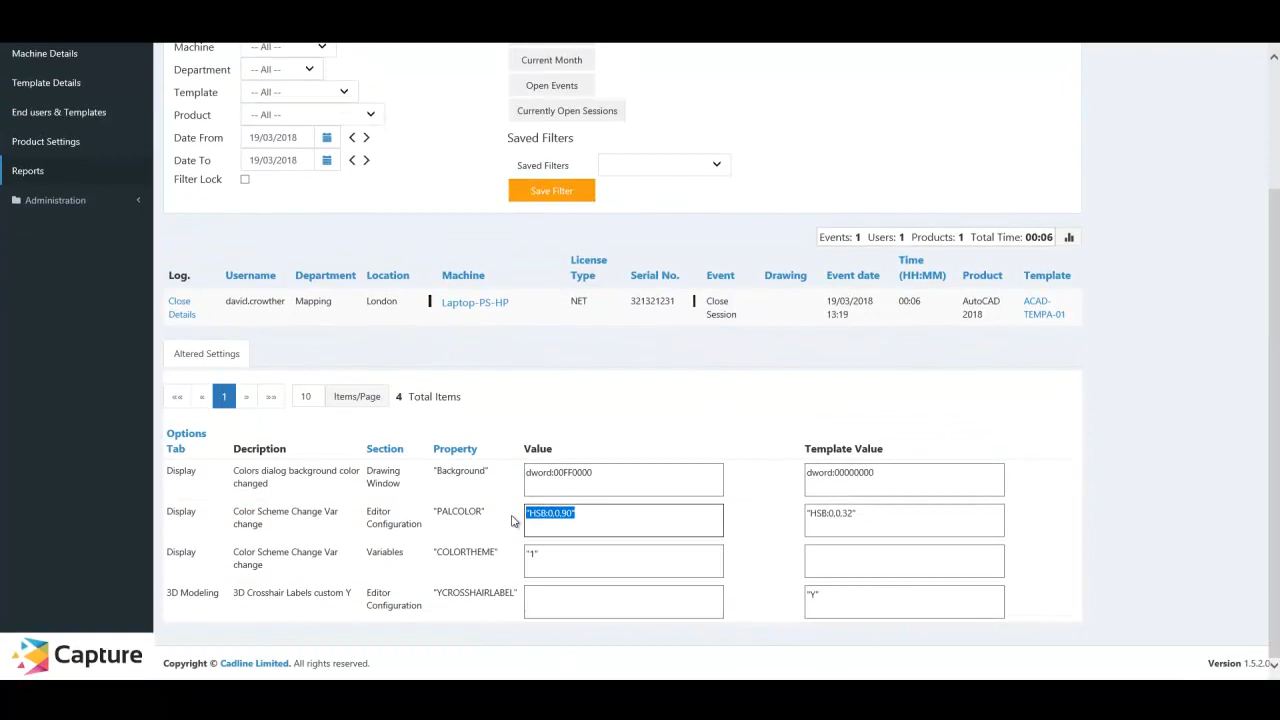 Machine Details
Template Details
End users & Templates
Product Settings
Reports
Administration
Machine -- All --
Department -- All --
Template -- All --
Product -- All --
Date From 19/03/2018
Date To 19/03/2018
Filter Lock
Current Month
Open Events
Currently Open Sessions
Saved Filters
Saved Filters
Save Filter
Events: 1 Users: 1 Products: 1 Total Time: 00:06
Log. Username Department Location Machine License Type Serial No. Event Drawing Event date Time (HH:MM) Product Template
Close Details david.crowther Mapping London Laptop-PS-HP NET 321321231 Close Session 19/03/2018 13:19 00:06 AutoCAD 2018 ACAD-TEMPA-01
Altered Settings
«« « 1 » »» 10 Items/Page 4 Total Items
Options Tab Decription Section Property Value Template Value
Display Colors dialog background color changed Drawing Window "Background" dword:00FF0000 dword:00000000
Display Color Scheme Change Var change Editor Configuration "PALCOLOR" "HSB:0,0.90" "HSB:0,0.32"
Display Color Scheme Change Var change Variables "COLORTHEME" "1"
3D Modeling 3D Crosshair Labels custom Y Editor Configuration "YCROSSHAIRLABEL" "Y"
Capture
Copyright © Cadline Limited. All rights reserved.
Version 1.5.2.0